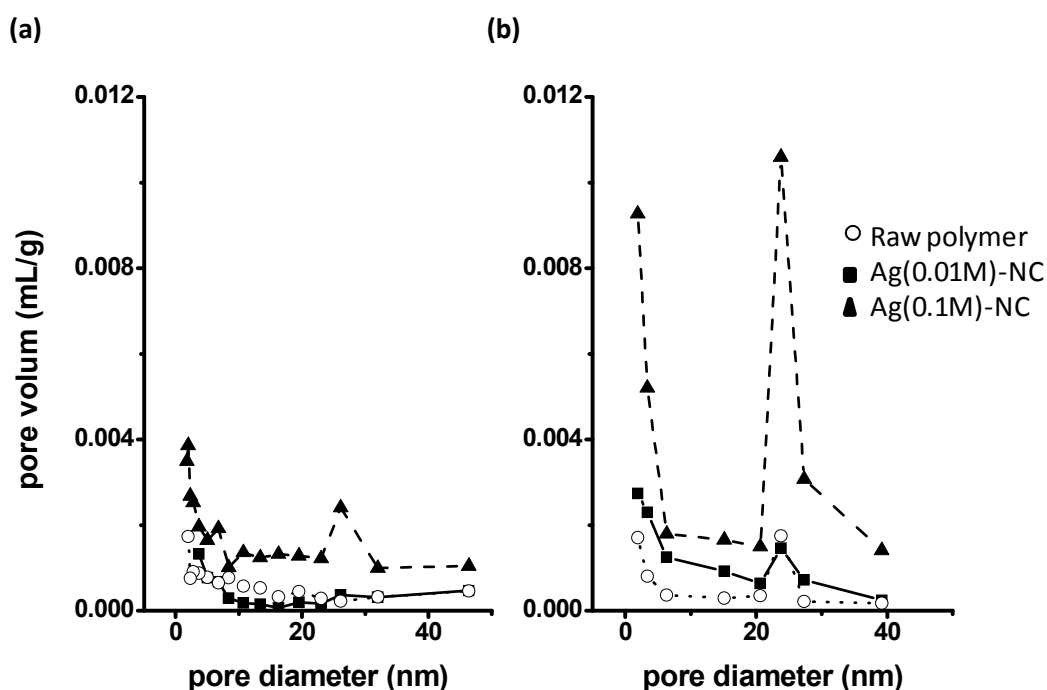 (a)
(b)
0.012
0.008
0.004
0.000
pore volum (mL/g)
0 20 40
pore diameter (nm)
0.012
0.008
0.004
0.000
0 20 40
pore diameter (nm)
Raw polymer
Ag(0.01M)-NC
Ag(0.1M)-NC